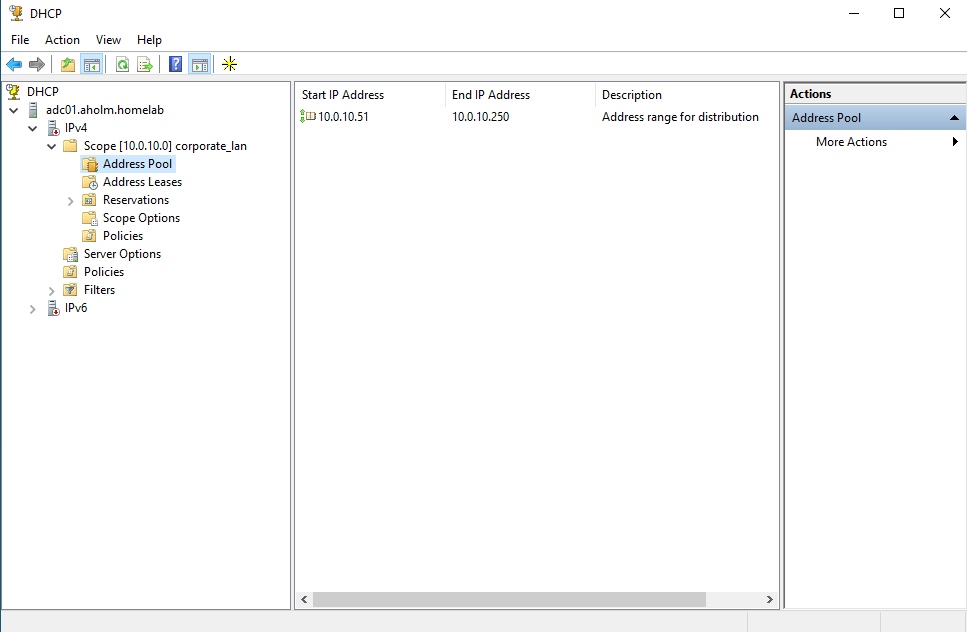 DHCP
File Action View Help
DHCP
adc01.aholm.homelab
IPv4
Scope [10.0.10.0] corporate_lan
Address Pool
Address Leases
Reservations
Scope Options
Policies
Server Options
Policies
Filters
IPv6
Start IP Address End IP Address Description
10.0.10.51 10.0.10.250 Address range for distribution
Actions
Address Pool
More Actions